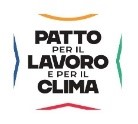 PATTO
PER IL
LAVORO
E PER IL
CLIMA